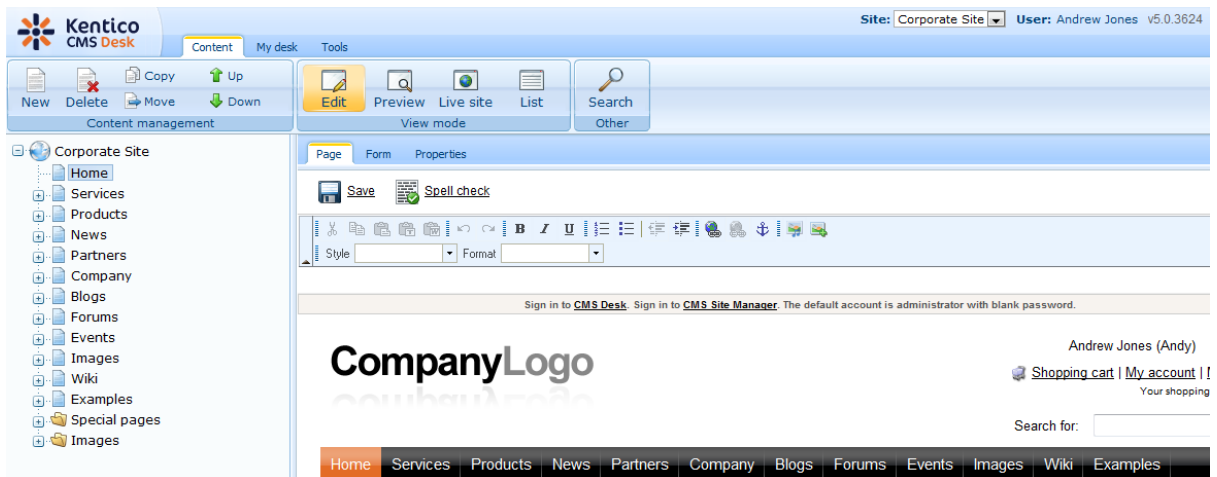 Kentico
CMS Desk
Content My desk Tools
Site: Corporate Site User: Andrew Jones v5.0.3624
New Delete Copy Move Up Down
Content management
Edit Preview Live site List
View mode
Search
Other
Corporate Site
Home
Services
Products
News
Partners
Company
Blogs
Forums
Events
Images
Wiki
Examples
Special pages
Images
Page Form Properties
Save Spell check
B I U
Style Format
Sign in to CMS Desk. Sign in to CMS Site Manager. The default account is administrator with blank password.
CompanyLogo
Andrew Jones (Andy)
Shopping cart | My account |
Your shopping
Search for:
Home Services Products News Partners Company Blogs Forums Events Images Wiki Examples